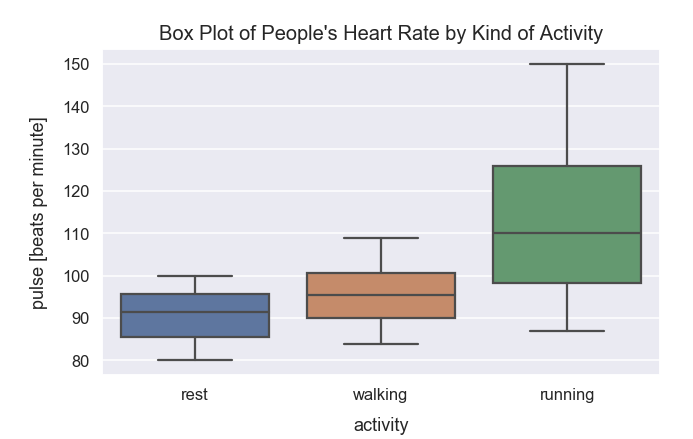 Box Plot of People's Heart Rate by Kind of Activity
pulse [beats per minute]
150
140
130
120
110
100
90
80
rest walking running
activity